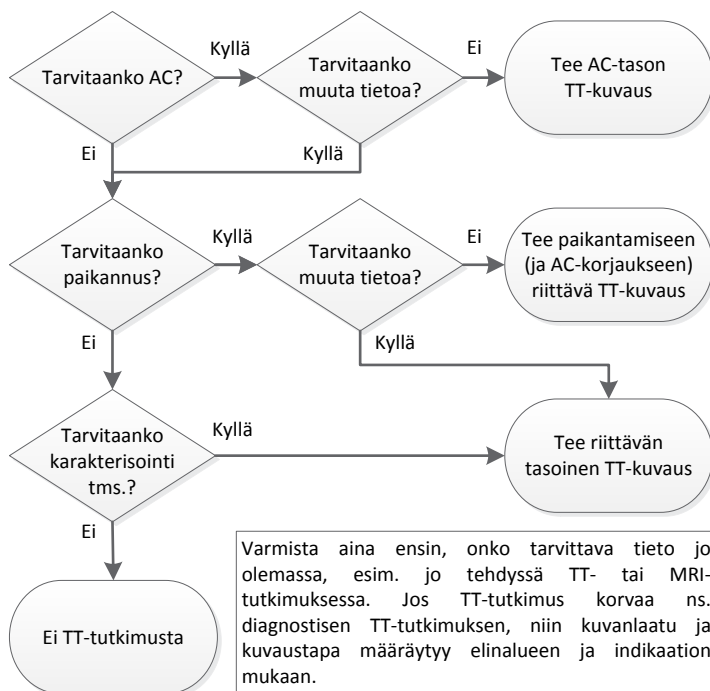 Tarvitaanko AC?
Kyllä
Tarvitaanko
muuta tietoa?
Ei
Tee AC-tason
TT-kuvaus
Ei
Kyllä
Tarvitaanko
paikannus?
Kyllä
Tarvitaanko
muuta tietoa?
Ei
Tee paikantamiseen
(ja AC-korjaukseen)
riittävä TT-kuvaus
Ei
Kyllä
Tarvitaanko
karakterisointi
tms.?
Kyllä
Tee riittävän
tasoinen TT-kuvaus
Ei
Ei TT-tutkimusta
Varmista aina ensin, onko tarvittava tieto jo
olemassa, esim. jo tehdyssä TT- tai MRI-
tutkimuksessa. Jos TT-tutkimus korvaa ns.
diagnostisen TT-tutkimuksen, niin kuvanlaatu ja
kuvaustapa määräytyy elinalueen ja indikaation
mukaan.